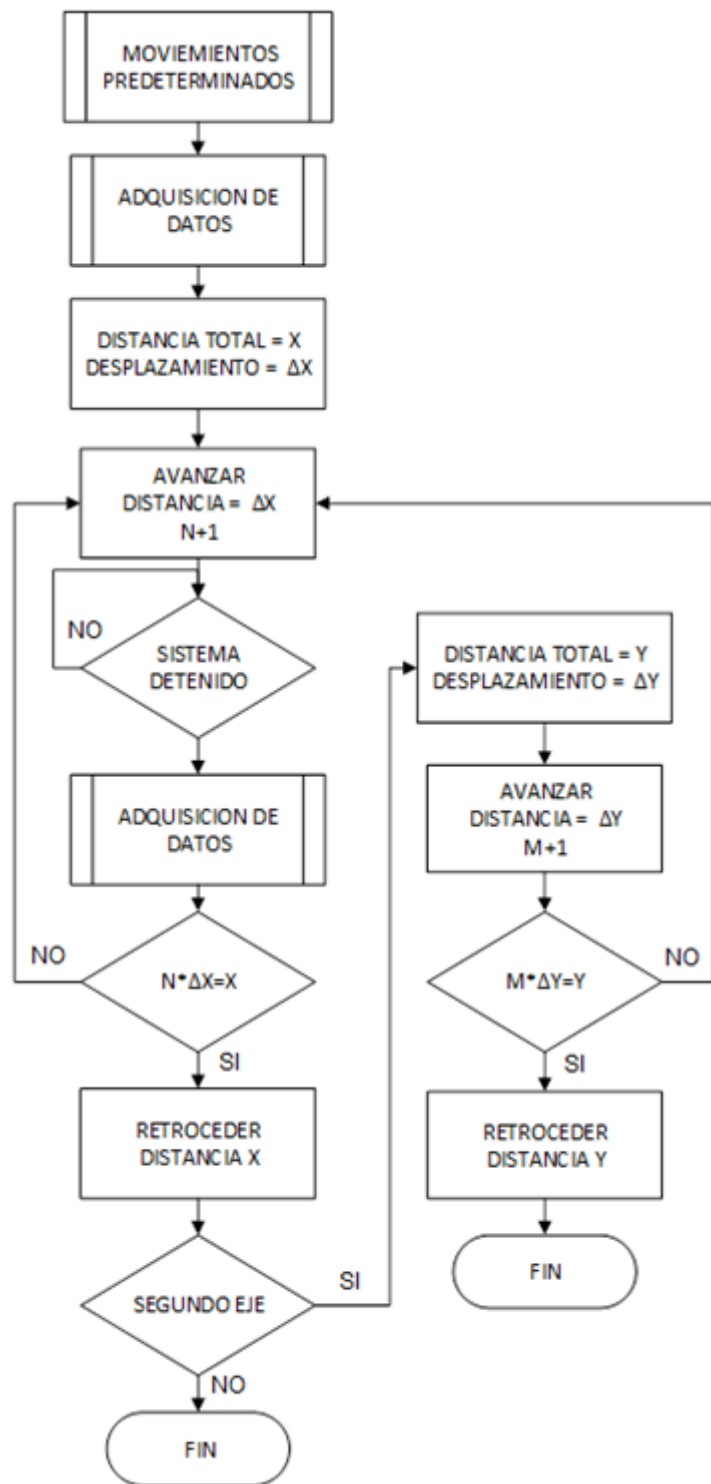 MOVIEMIENTOS
PREDETERMINADOS
ADQUISICION DE
DATOS
DISTANCIA TOTAL = X
DESPLAZAMIENTO = ΔX
AVANZAR
DISTANCIA = ΔX
N+1
NO
SISTEMA
DETENIDO
ADQUISICION DE
DATOS
NO
N*ΔX=X
SI
RETROCEDER
DISTANCIA X
SEGUNDO EJE
SI
NO
FIN
DISTANCIA TOTAL = Y
DESPLAZAMIENTO = ΔY
AVANZAR
DISTANCIA = ΔY
M+1
M*ΔY=Y
NO
SI
RETROCEDER
DISTANCIA Y
FIN